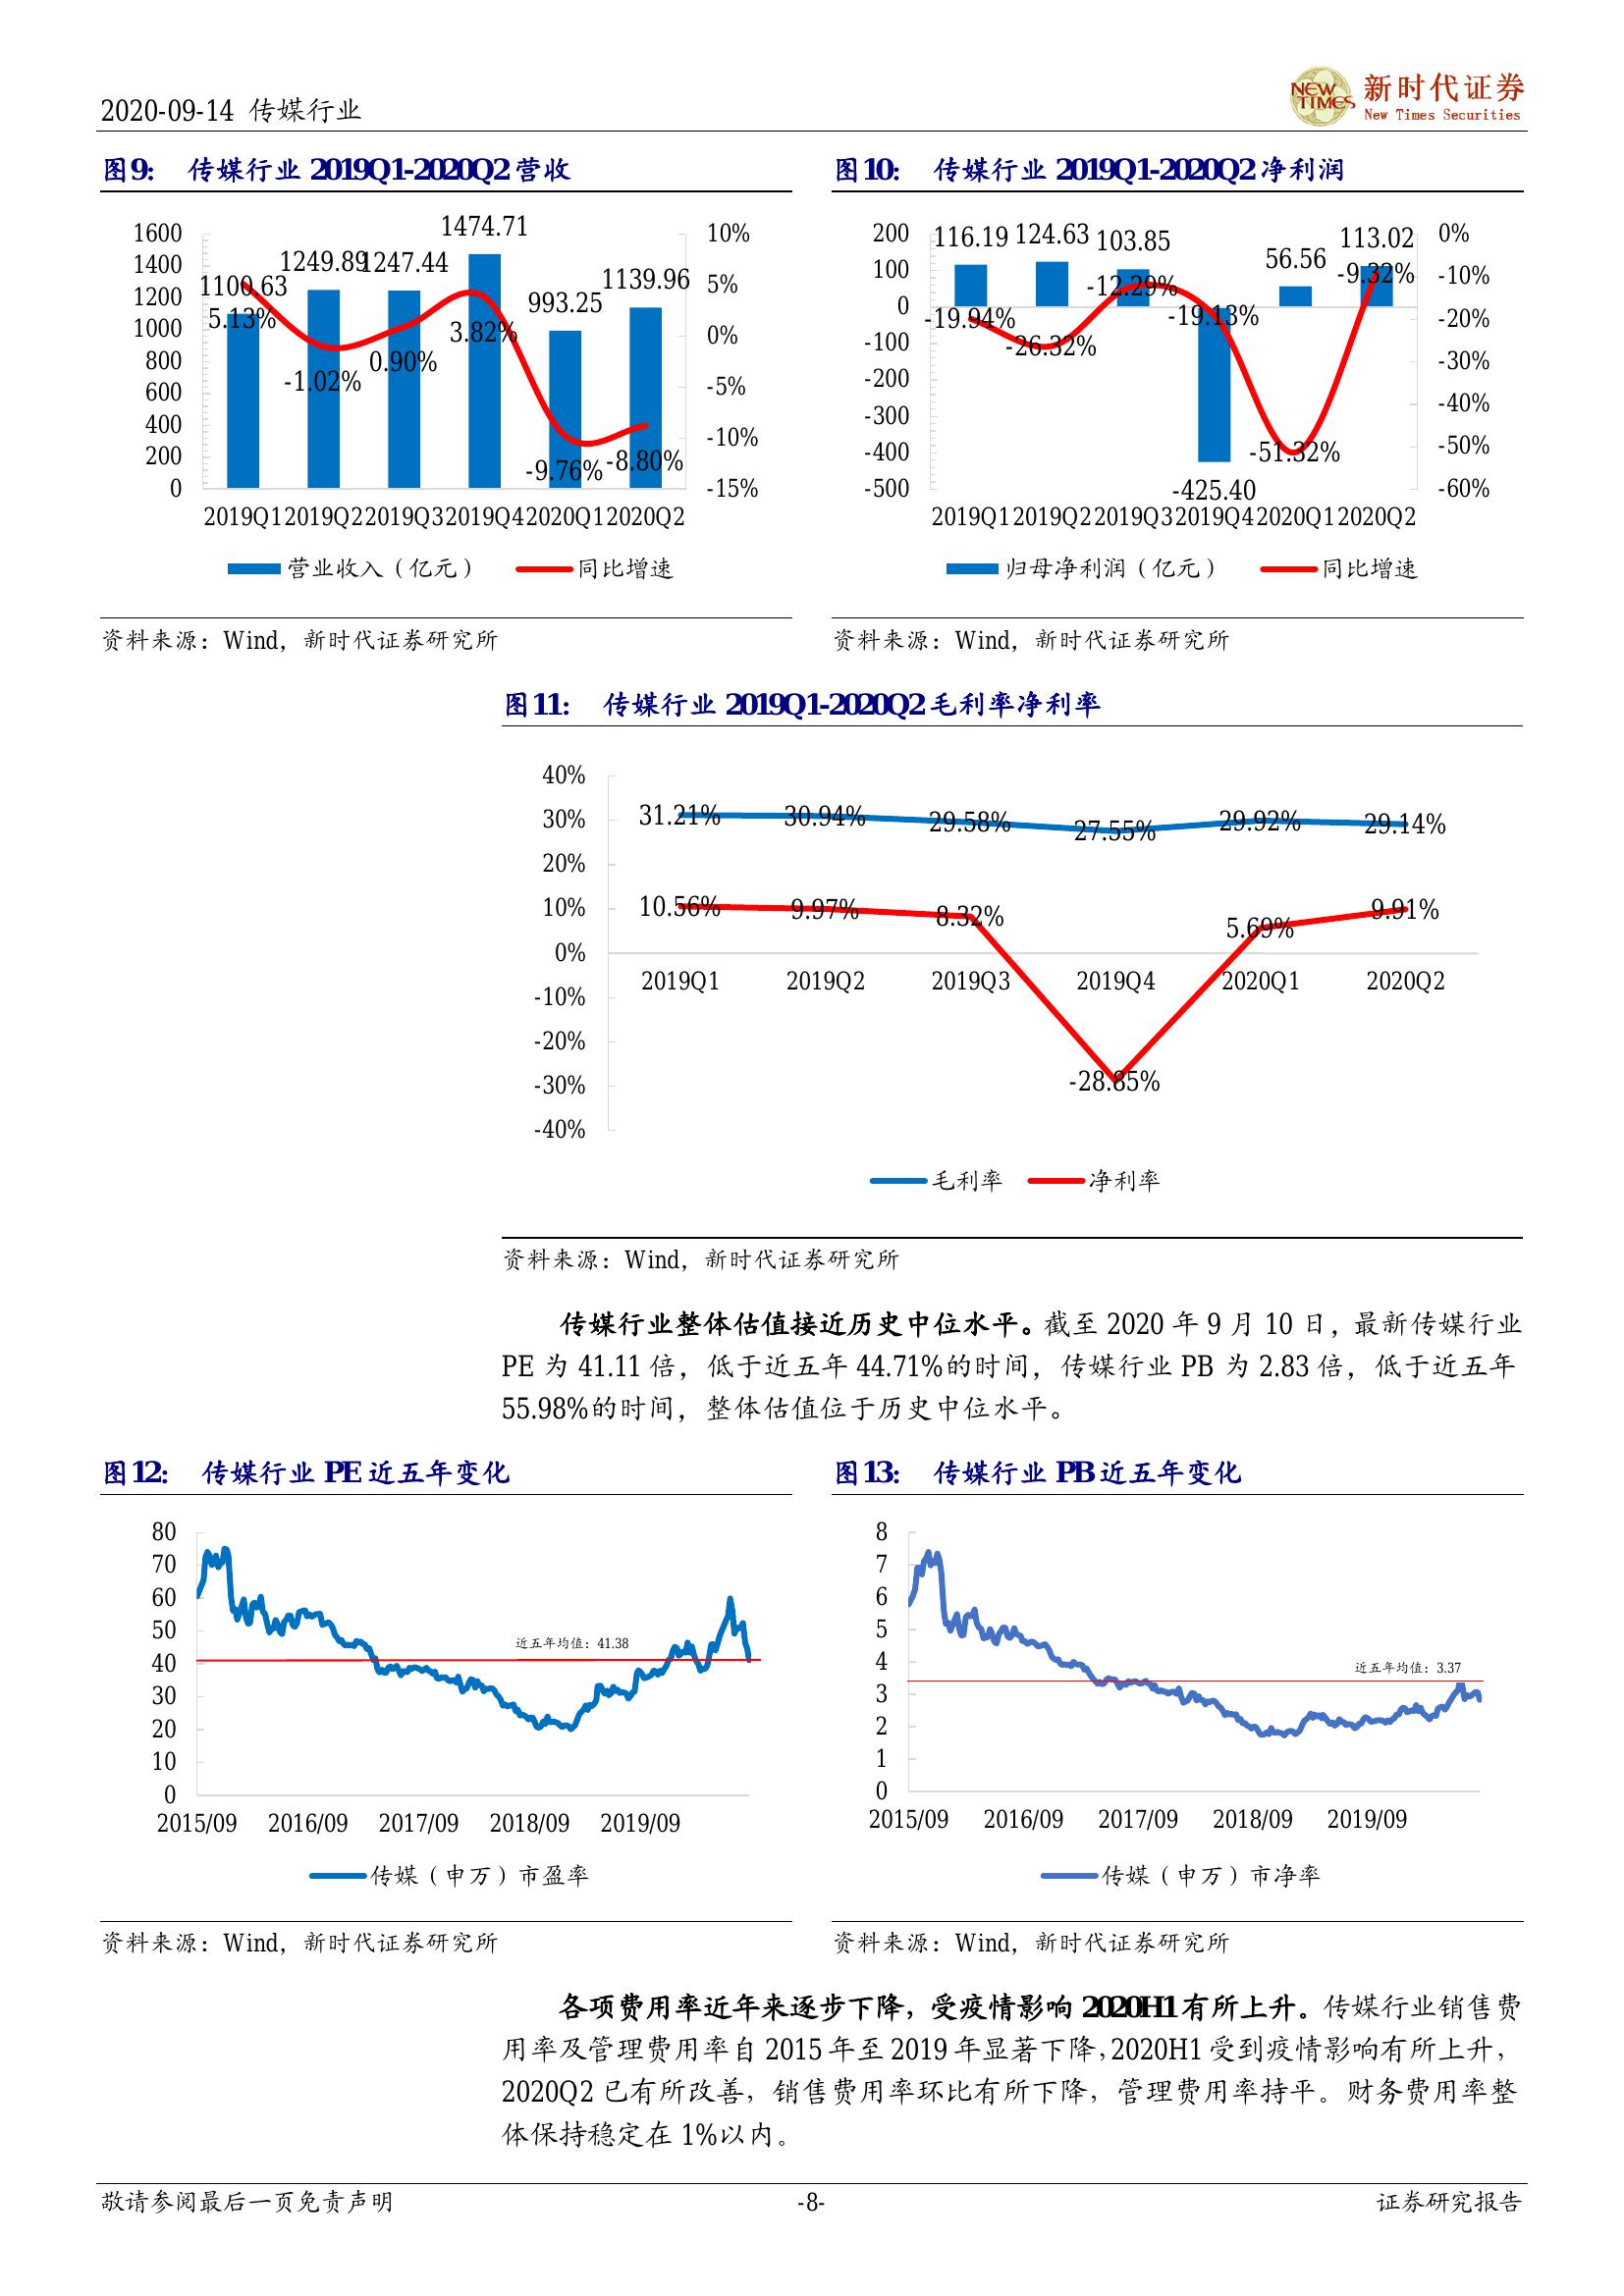 2020-09-14 传媒行业
NEW TIMES
新时代证券
New Times Securities
图9: 传媒行业 2019Q1-2020Q2 营收
1600
1400
1200
1000
800
600
400
200
0
10%
5%
0%
-5%
-10%
-15%
1100.63
1249.89
1247.44
1474.71
993.25
1139.96
5.13%
-1.02%
0.90%
3.82%
-9.76%
-8.80%
2019Q1 2019Q2 2019Q3 2019Q4 2020Q1 2020Q2
营业收入（亿元） 同比增速
资料来源：Wind，新时代证券研究所
图10: 传媒行业 2019Q1-2020Q2 净利润
200
100
0
-100
-200
-300
-400
-500
0%
-10%
-20%
-30%
-40%
-50%
-60%
116.19
124.63
103.85
-425.40
56.56
113.02
-19.94%
-26.32%
-12.29%
-19.13%
-51.32%
-9.32%
2019Q1 2019Q2 2019Q3 2019Q4 2020Q1 2020Q2
归母净利润（亿元） 同比增速
资料来源：Wind，新时代证券研究所
图11: 传媒行业 2019Q1-2020Q2 毛利率净利率
40%
30%
20%
10%
0%
-10%
-20%
-30%
-40%
31.21% 30.94% 29.58% 27.55% 29.92% 29.14%
10.56% 9.97% 8.32% -28.85% 5.69% 9.91%
2019Q1 2019Q2 2019Q3 2019Q4 2020Q1 2020Q2
毛利率 净利率
资料来源：Wind，新时代证券研究所
传媒行业整体估值接近历史中位水平。截至 2020 年 9 月 10 日，最新传媒行业
PE 为 41.11 倍，低于近五年 44.71%的时间，传媒行业 PB 为 2.83 倍，低于近五年
55.98%的时间，整体估值位于历史中位水平。
图12: 传媒行业 PE 近五年变化
80
70
60
50
40
30
20
10
0
近五年均值：41.38
2015/09 2016/09 2017/09 2018/09 2019/09
传媒（申万）市盈率
资料来源：Wind，新时代证券研究所
图13: 传媒行业 PB 近五年变化
8
7
6
5
4
3
2
1
0
近五年均值：3.37
2015/09 2016/09 2017/09 2018/09 2019/09
传媒（申万）市净率
资料来源：Wind，新时代证券研究所
各项费用率近年来逐步下降，受疫情影响 2020H1 有所上升。传媒行业销售费
用率及管理费用率自 2015 年至 2019 年显著下降，2020H1 受到疫情影响有所上升，
2020Q2 已有所改善，销售费用率环比有所下降，管理费用率持平。财务费用率整
体保持稳定在 1%以内。
敬请参阅最后一页免责声明
-8-
证券研究报告